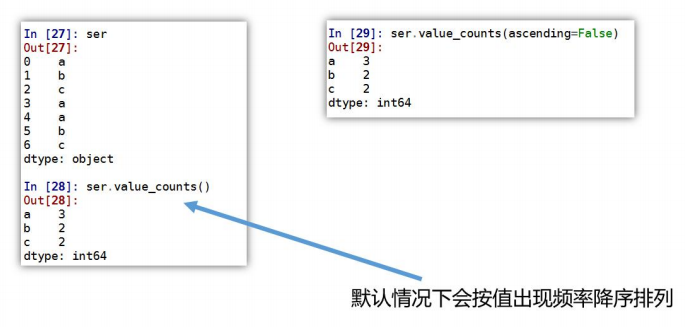 In [27]: ser
Out[27]:
0    a
1    b
2    c
3    a
4    a
5    b
6    c
dtype: object
In [28]: ser.value_counts()
Out[28]:
a    3
b    2
c    2
dtype: int64
In [29]: ser.value_counts(ascending=False)
Out[29]:
a    3
b    2
c    2
dtype: int64
默认情况下会按值出现频率降序排列